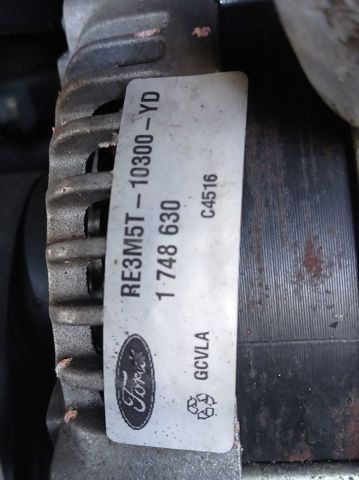 RE3M5T-10300-YD
1 748 630
Ford
GCVLA C4516